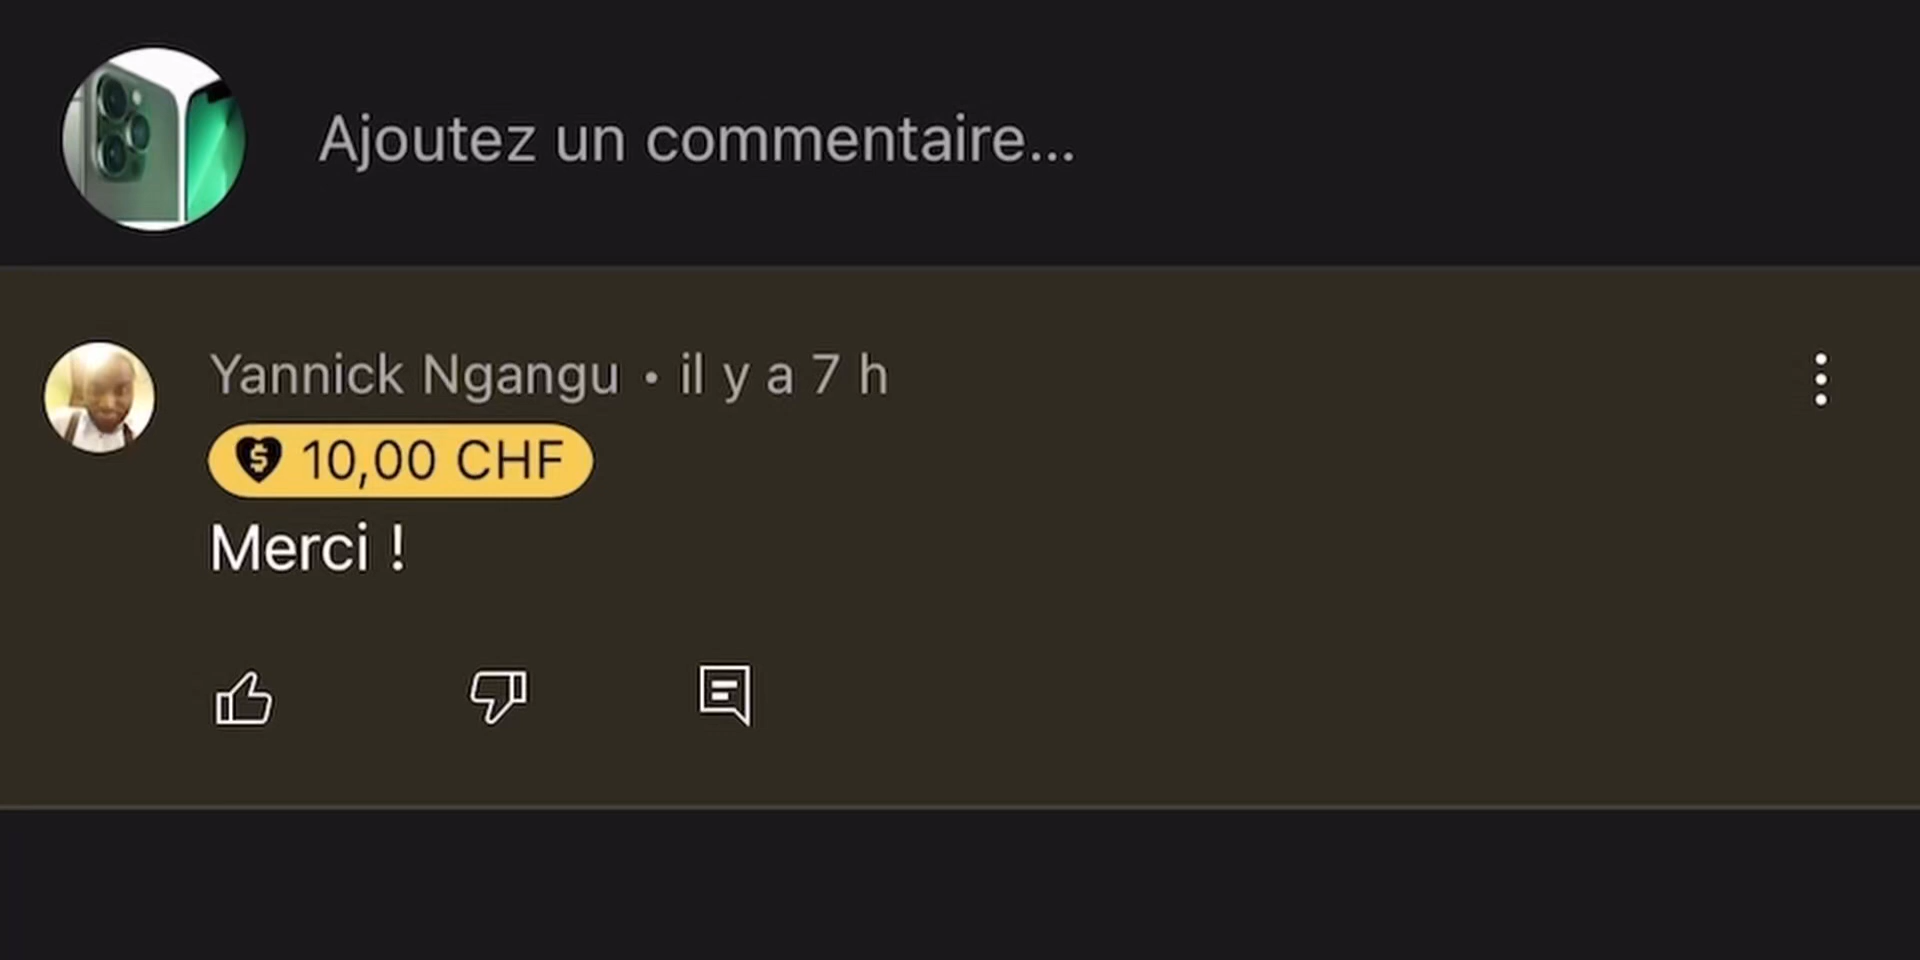 Ajoutez un commentaire...
Yannick Ngangu • il y a 7 h
10,00 CHF
Merci !